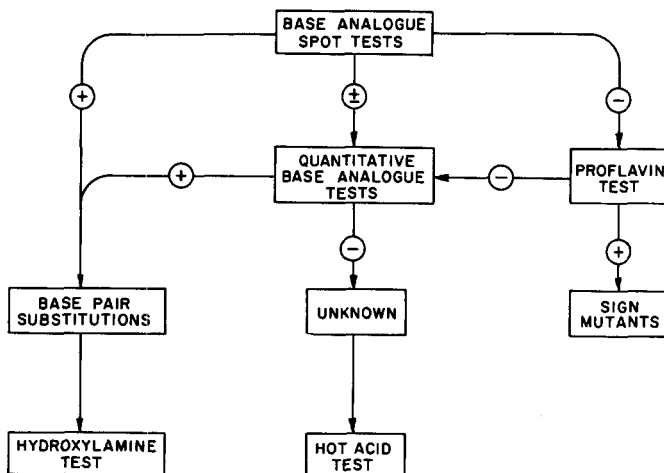 BASE ANALOGUE
SPOT TESTS
+
±
−
QUANTITATIVE
BASE ANALOGUE
TESTS
PROFLAVIN
TEST
+
−
−
+
BASE PAIR
SUBSTITUTIONS
UNKNOWN
SIGN
MUTANTS
HYDROXYLAMINE
TEST
HOT ACID
TEST